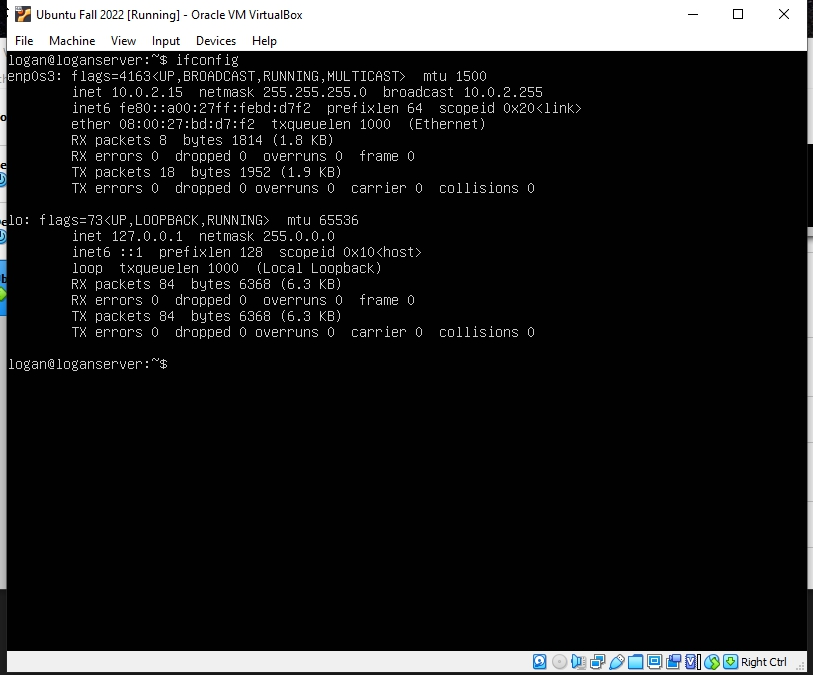 Ubuntu Fall 2022 [Running] - Oracle VM VirtualBox
File Machine View Input Devices Help
logan@loganserver:~$ ifconfig
enp0s3: flags=4163<UP,BROADCAST,RUNNING,MULTICAST>  mtu 1500
        inet 10.0.2.15  netmask 255.255.255.0  broadcast 10.0.2.255
        inet6 fe80::a00:27ff:febd:d7f2  prefixlen 64  scopeid 0x20<link>
        ether 08:00:27:bd:d7:f2  txqueuelen 1000  (Ethernet)
        RX packets 8  bytes 1814 (1.8 KB)
        RX errors 0  dropped 0  overruns 0  frame 0
        TX packets 18  bytes 1952 (1.9 KB)
        TX errors 0  dropped 0 overruns 0  carrier 0  collisions 0
lo: flags=73<UP,LOOPBACK,RUNNING>  mtu 65536
        inet 127.0.0.1  netmask 255.0.0.0
        inet6 ::1  prefixlen 128  scopeid 0x10<host>
        loop  txqueuelen 1000  (Local Loopback)
        RX packets 84  bytes 6368 (6.3 KB)
        RX errors 0  dropped 0  overruns 0  frame 0
        TX packets 84  bytes 6368 (6.3 KB)
        TX errors 0  dropped 0 overruns 0  carrier 0  collisions 0
logan@loganserver:~$
Right Ctrl